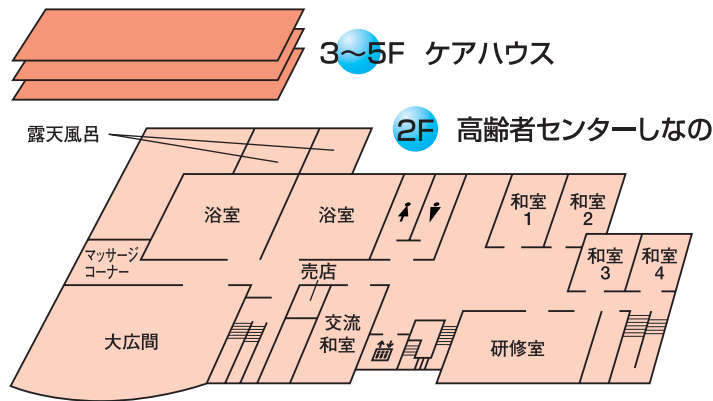 3〜5F ケアハウス
2F 高齢者センターしなの
露天風呂
浴室
浴室
和室
1
和室
2
和室
3
和室
4
マッサージ
コーナー
売店
大広間
交流
和室
研修室